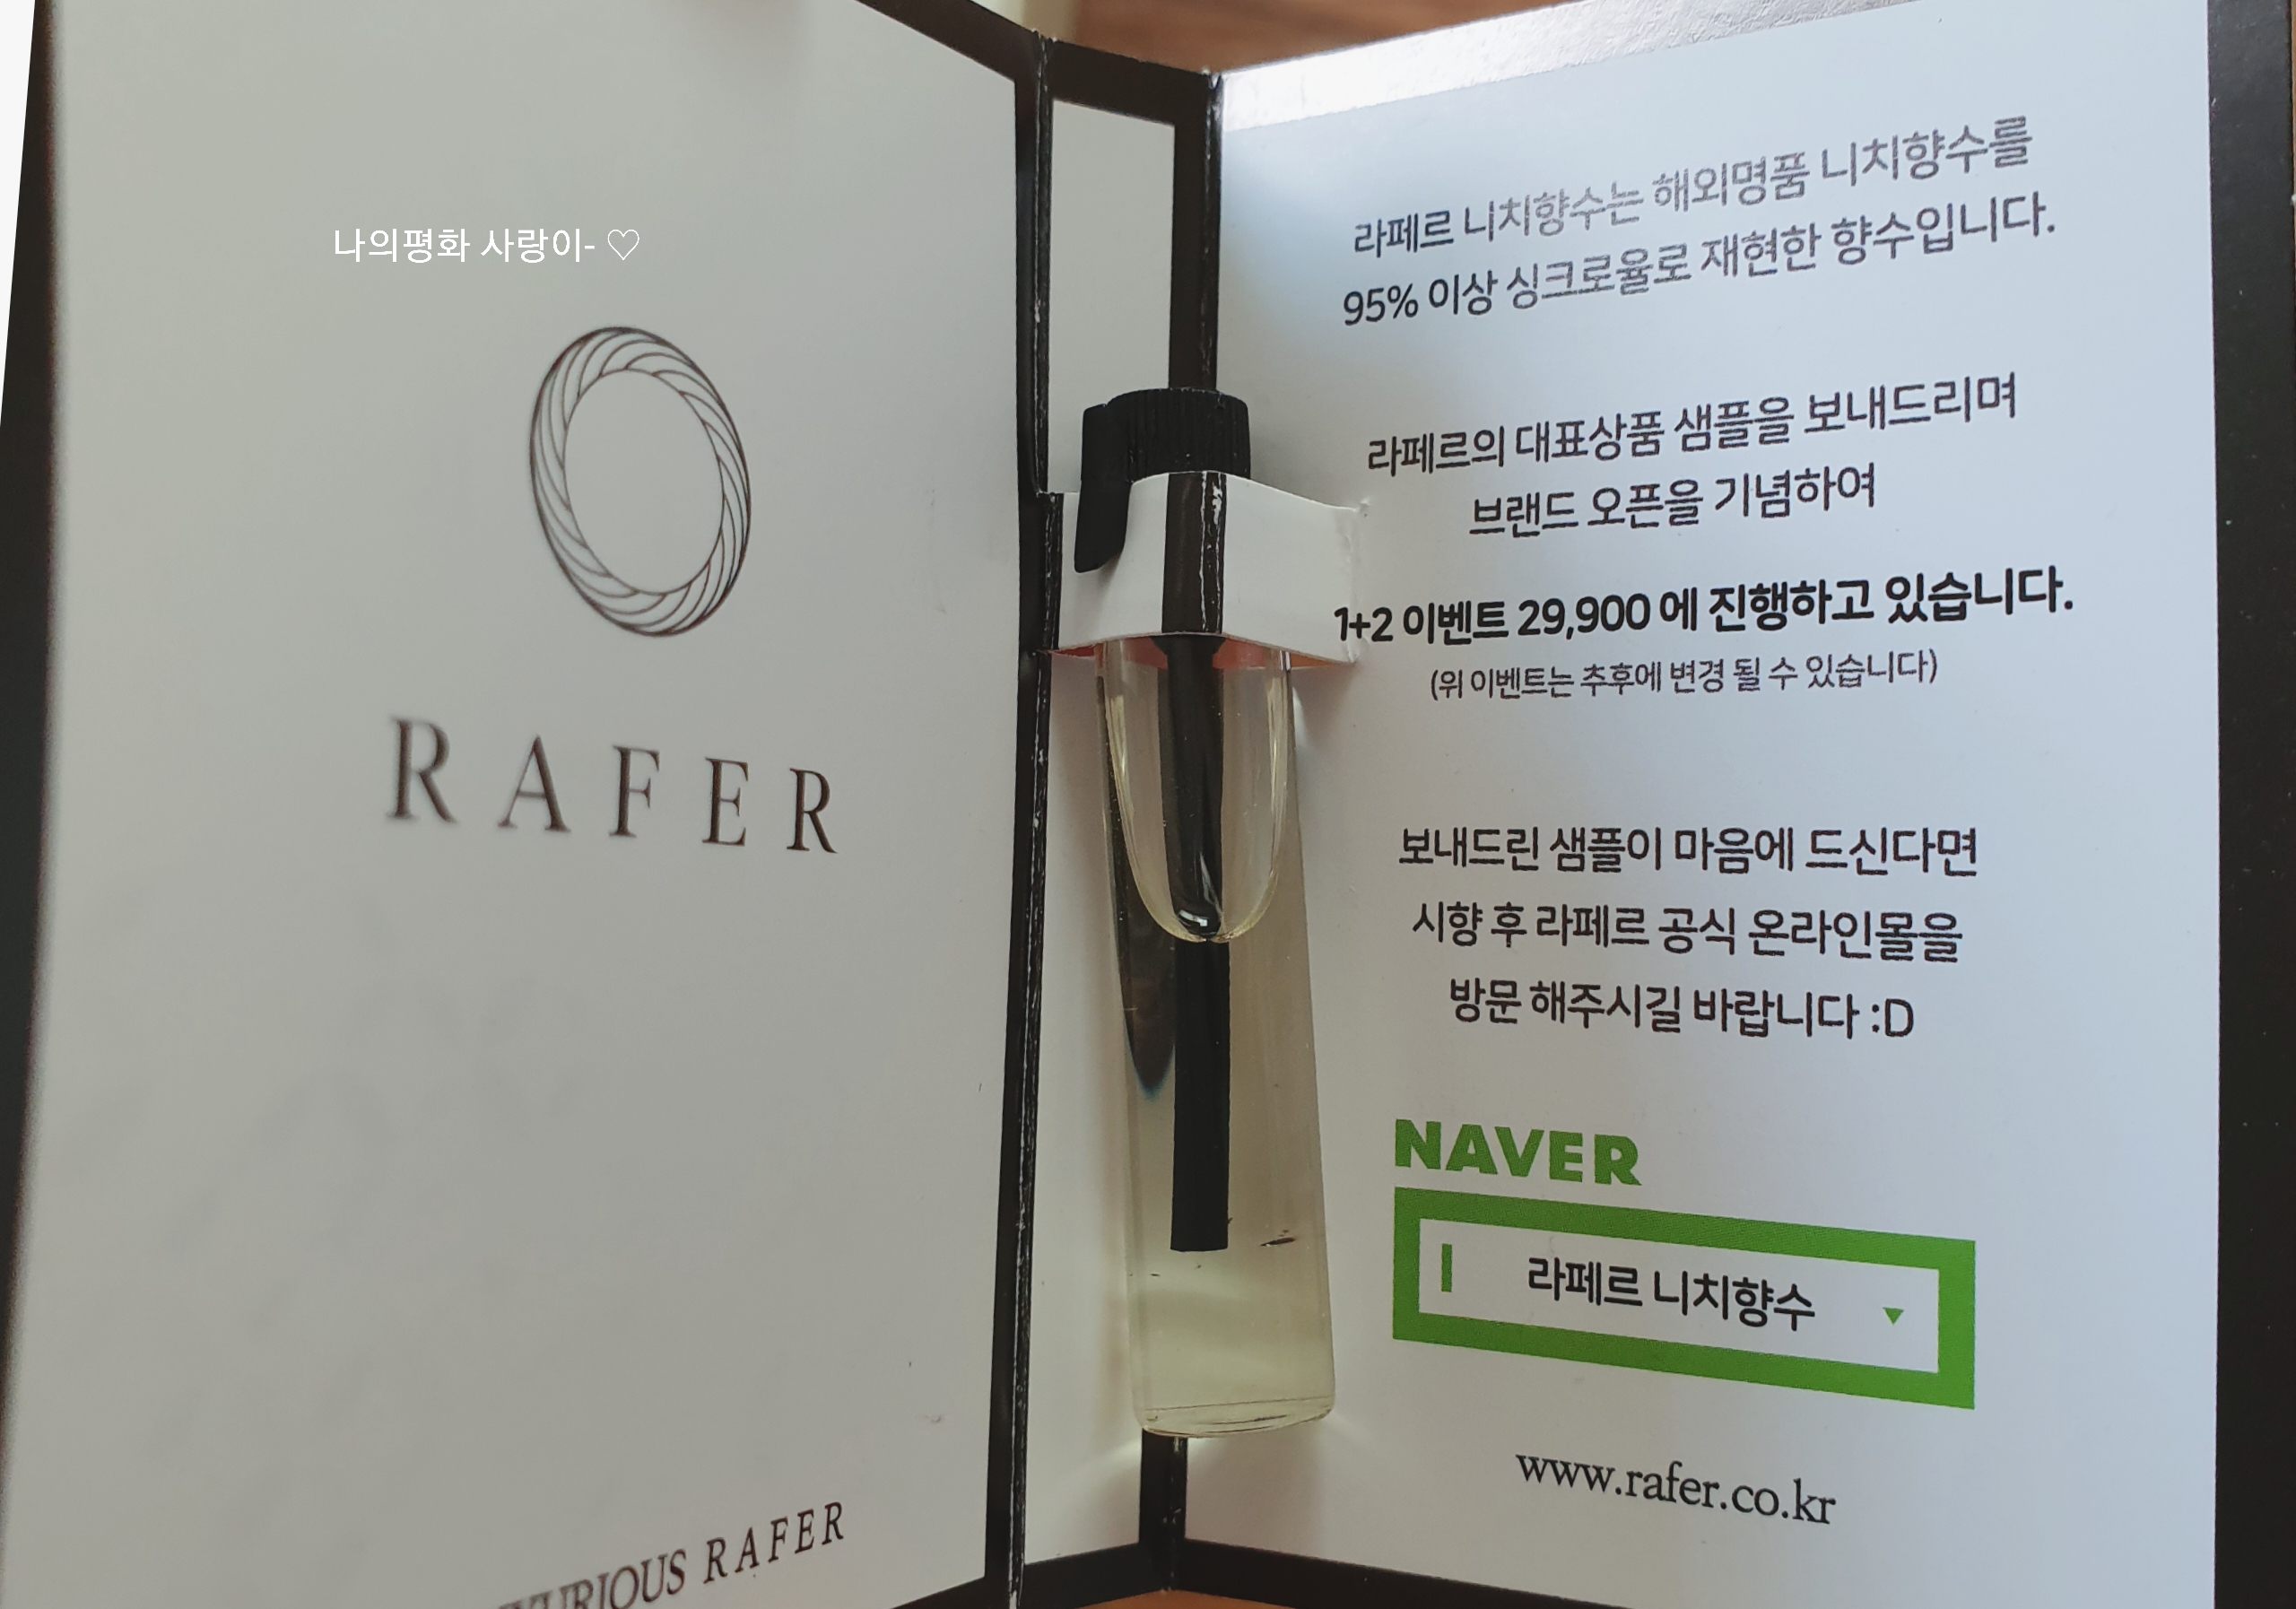 나의평화 사랑이- ♡
RAFER
RAFER
라페르 니치향수는 해외명품 니치향수를
95% 이상 싱크로율로 재현한 향수입니다.
라페르의 대표상품 샘플을 보내드리며
브랜드 오픈을 기념하여
1+2 이벤트 29,900 에 진행하고 있습니다.
(위 이벤트는 추후에 변경 될 수 있습니다)
보내드린 샘플이 마음에 드신다면
시향 후 라페르 공식 온라인몰을
방문 해주시길 바랍니다 :D
NAVER
라페르 니치향수
www.rafer.co.kr